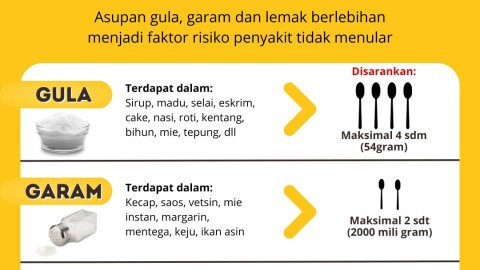 Asupan gula, garam dan lemak berlebihan
menjadi faktor risiko penyakit tidak menular
GULA
Terdapat dalam:
Sirup, madu, selai, eskrim,
cake, nasi, roti, kentang,
bihun, mie, tepung, dll
Disarankan:
Maksimal 4 sdm
(54gram)
GARAM
Terdapat dalam:
Kecap, saos, vetsin, mie
instan, margarin,
mentega, keju, ikan asin
Maksimal 2 sdt
(2000 mili gram)